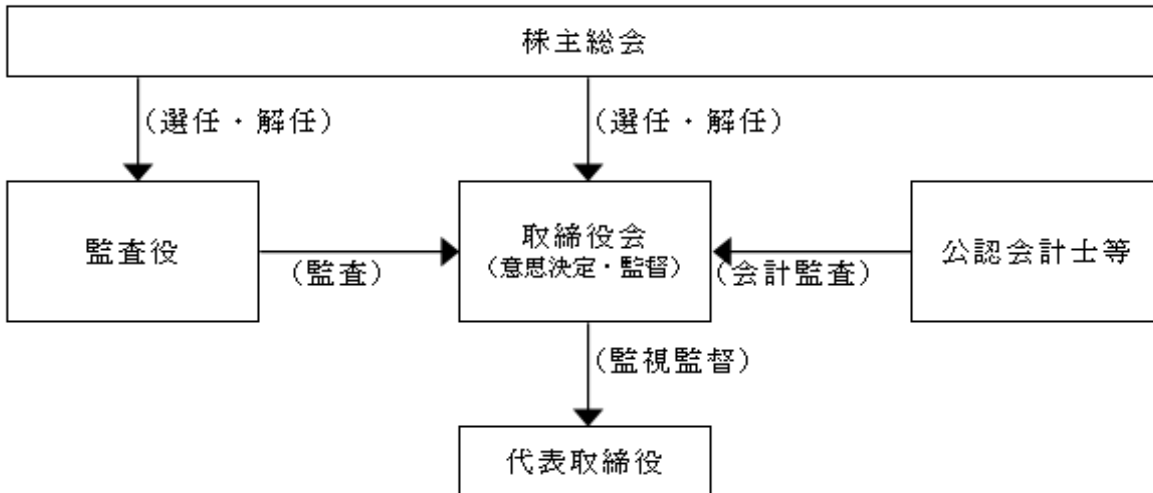 株主総会
(選任・解任)
(選任・解任)
監査役
(監査)
取締役会
(意思決定・監督)
(会計監査)
公認会計士等
(監視監督)
代表取締役